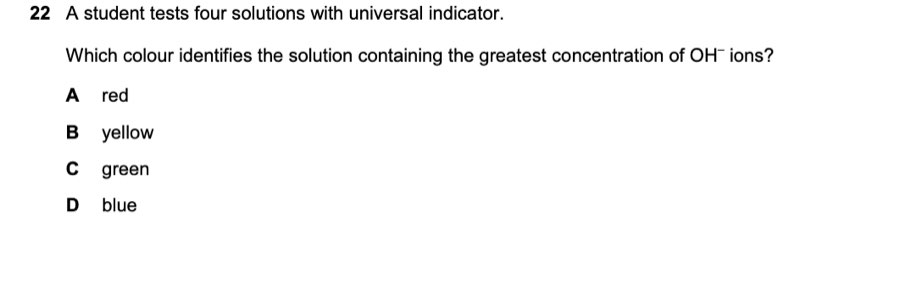 22 A student tests four solutions with universal indicator.
Which colour identifies the solution containing the greatest concentration of OH⁻ ions?
A red
B yellow
C green
D blue